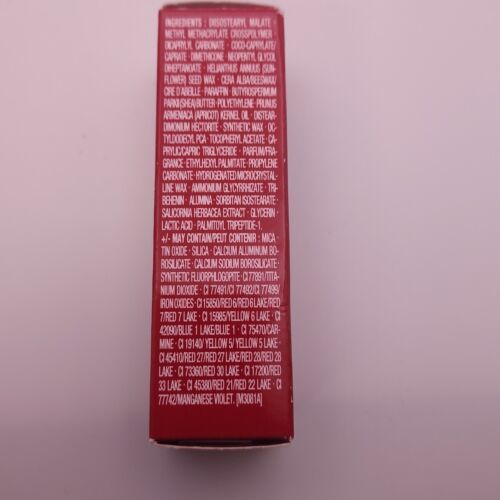 INGREDIENTS : DIISOSTEARYL MALATE ·
METHYL METHACRYLATE CROSSPOLYMER ·
DICAPRYLYL CARBONATE · COCO-CAPRYLATE/
CAPRATE · DIMETHICONE · NEOPENTYL GLYCOL
DIHEPTANOATE · HELIANTHUS ANNUUS (SUN-
FLOWER) SEED WAX · CERA ALBA/BEESWAX/
CIRE D'ABEILLE · PARAFFIN · BUTYROSPERMUM
PARKII (SHEA) BUTTER · POLYETHYLENE · PRUNUS
ARMENIACA (APRICOT) KERNEL OIL · DISTEAR-
DIMONIUM HECTORITE · SYNTHETIC WAX · OC-
TYLDODECYL PCA · TOCOPHERYL ACETATE · CA-
PRYLIC/CAPRIC TRIGLYCERIDE · PARFUM/FRA-
GRANCE · ETHYLHEXYL PALMITATE · PROPYLENE
CARBONATE · HYDROGENATED MICROCRYSTAL-
LINE WAX · AMMONIUM GLYCYRRHIZATE · TRI-
BEHENIN · ALUMINA · SORBITAN ISOSTEARATE ·
SALICORNIA HERBACEA EXTRACT · GLYCERIN ·
LACTIC ACID · PALMITOYL TRIPEPTIDE-1.
+/- MAY CONTAIN/PEUT CONTENIR : MICA ·
TIN OXIDE · SILICA · CALCIUM ALUMINUM BO-
ROSILICATE · CALCIUM SODIUM BOROSILICATE ·
SYNTHETIC FLUORPHLOGOPITE · CI 77891/TITA-
NIUM DIOXIDE · CI 77491/CI 77492/CI 77499/
IRON OXIDES · CI 15850/RED 6/RED 6 LAKE/RED
7/RED 7 LAKE · CI 15985/YELLOW 6 LAKE · CI
42090/BLUE 1 LAKE/BLUE 1 · CI 75470/CAR-
MINE · CI 19140/ YELLOW 5/ YELLOW 5 LAKE ·
CI 45410/RED 27/RED 27 LAKE/RED 28/RED 28
LAKE · CI 73360/RED 30 LAKE · CI 17200/RED
33 LAKE · CI 45380/RED 21/RED 22 LAKE · CI
77742/MANGANESE VIOLET. [M3081A]